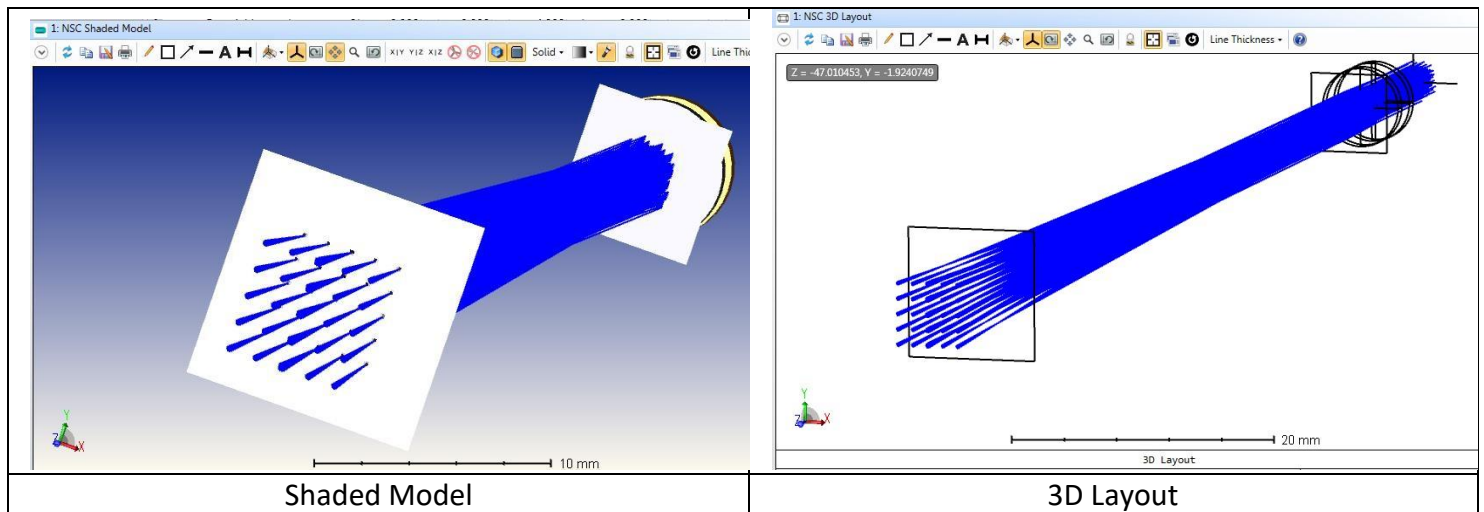 1: NSC Shaded Model
X|Y Y|Z X|Z Solid Line Thic
Y
Z X
10 mm
Shaded Model
1: NSC 3D Layout
Line Thickness
Z = -47.010453, Y = -1.9240749
Y
Z X
20 mm
3D Layout
3D Layout